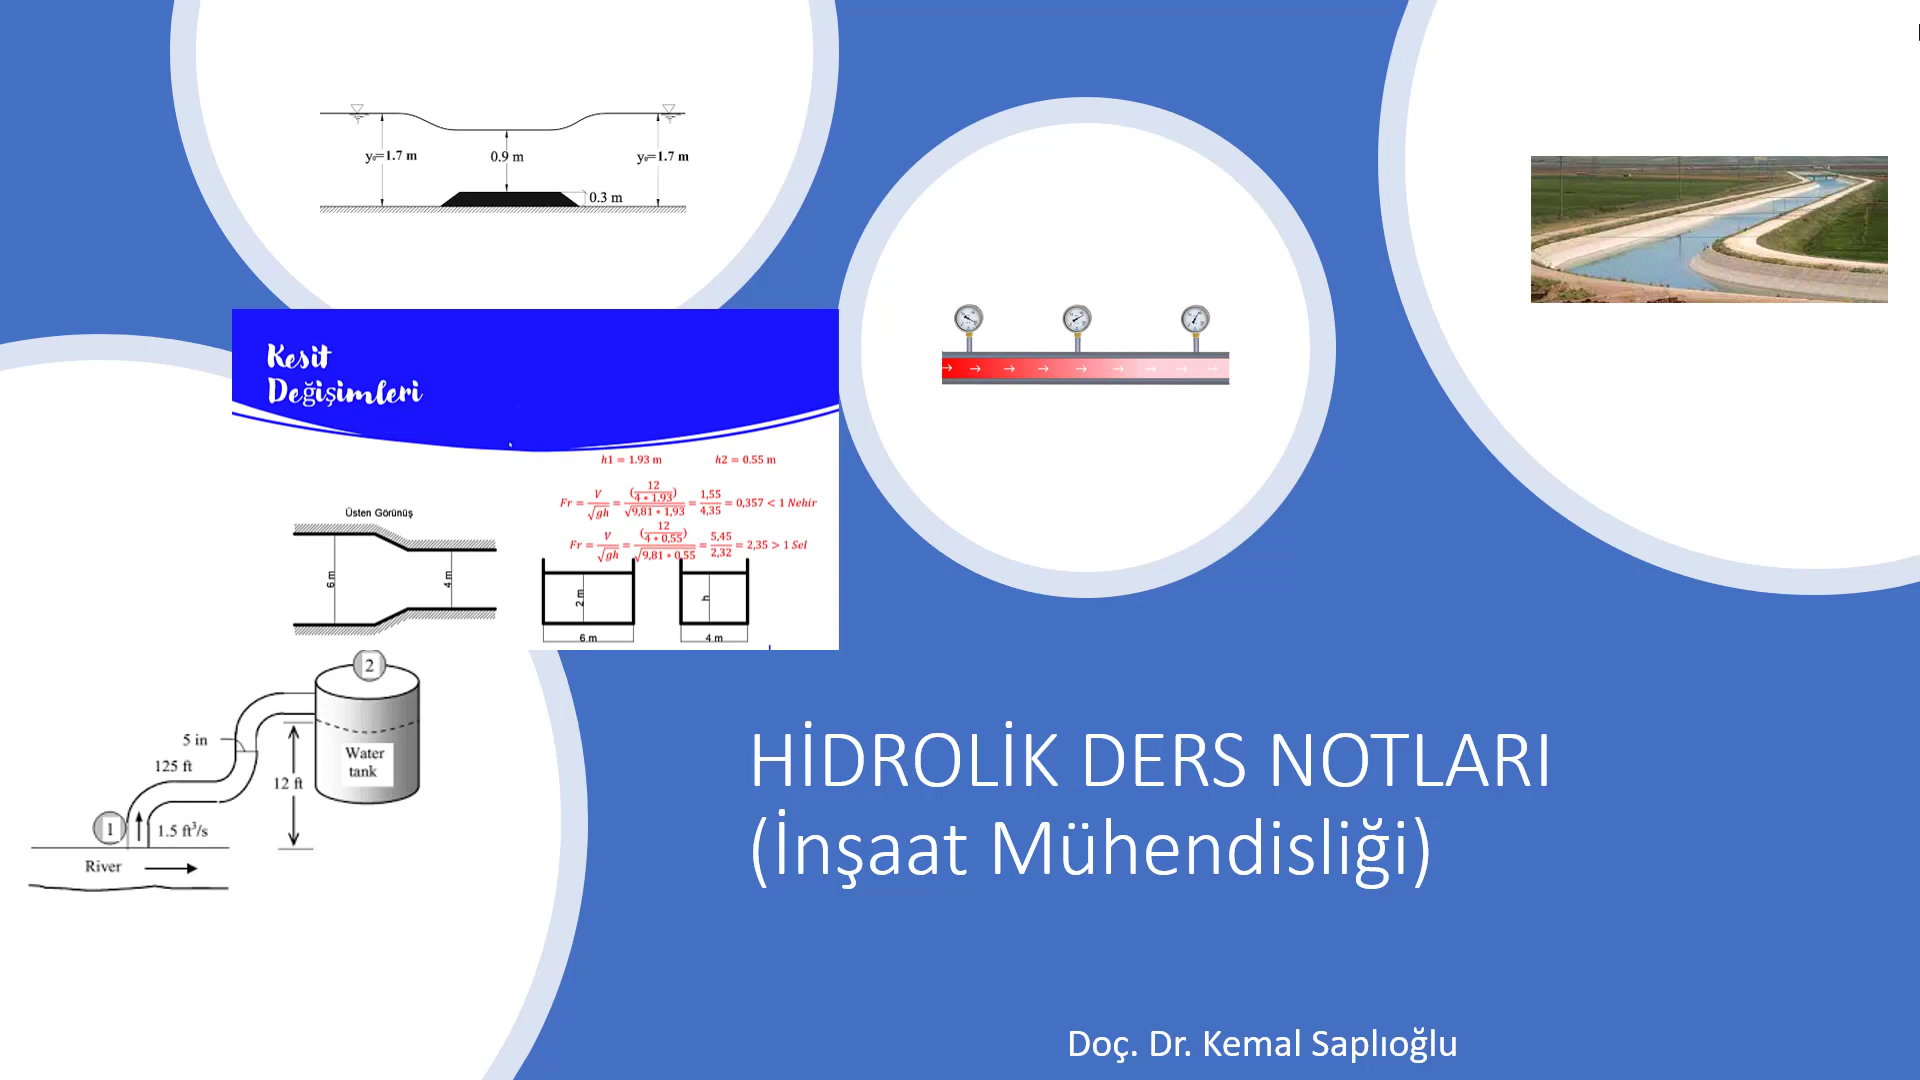 y₀=1.7 m
0.9 m
y₀=1.7 m
0.3 m
Kesit
Değişimleri
h1 = 1.93 m h2 = 0.55 m
Fr = V/√gh = (12/(4 * 1.93))/√9,81 * 1,93 = 1,55/4,35 = 0,357 < 1 Nehir
Fr = V/√gh = (12/(4 * 0,55))/√9,81 * 0,55 = 5,45/2,32 = 2,35 > 1 Sel
Üsten Görünüş
6 m
4 m
2 m
h
6 m
4 m
2
5 in
125 ft
Water
tank
12 ft
1
1.5 ft³/s
River
HİDROLİK DERS NOTLARI
(İnşaat Mühendisliği)
Doç. Dr. Kemal Saplıoğlu